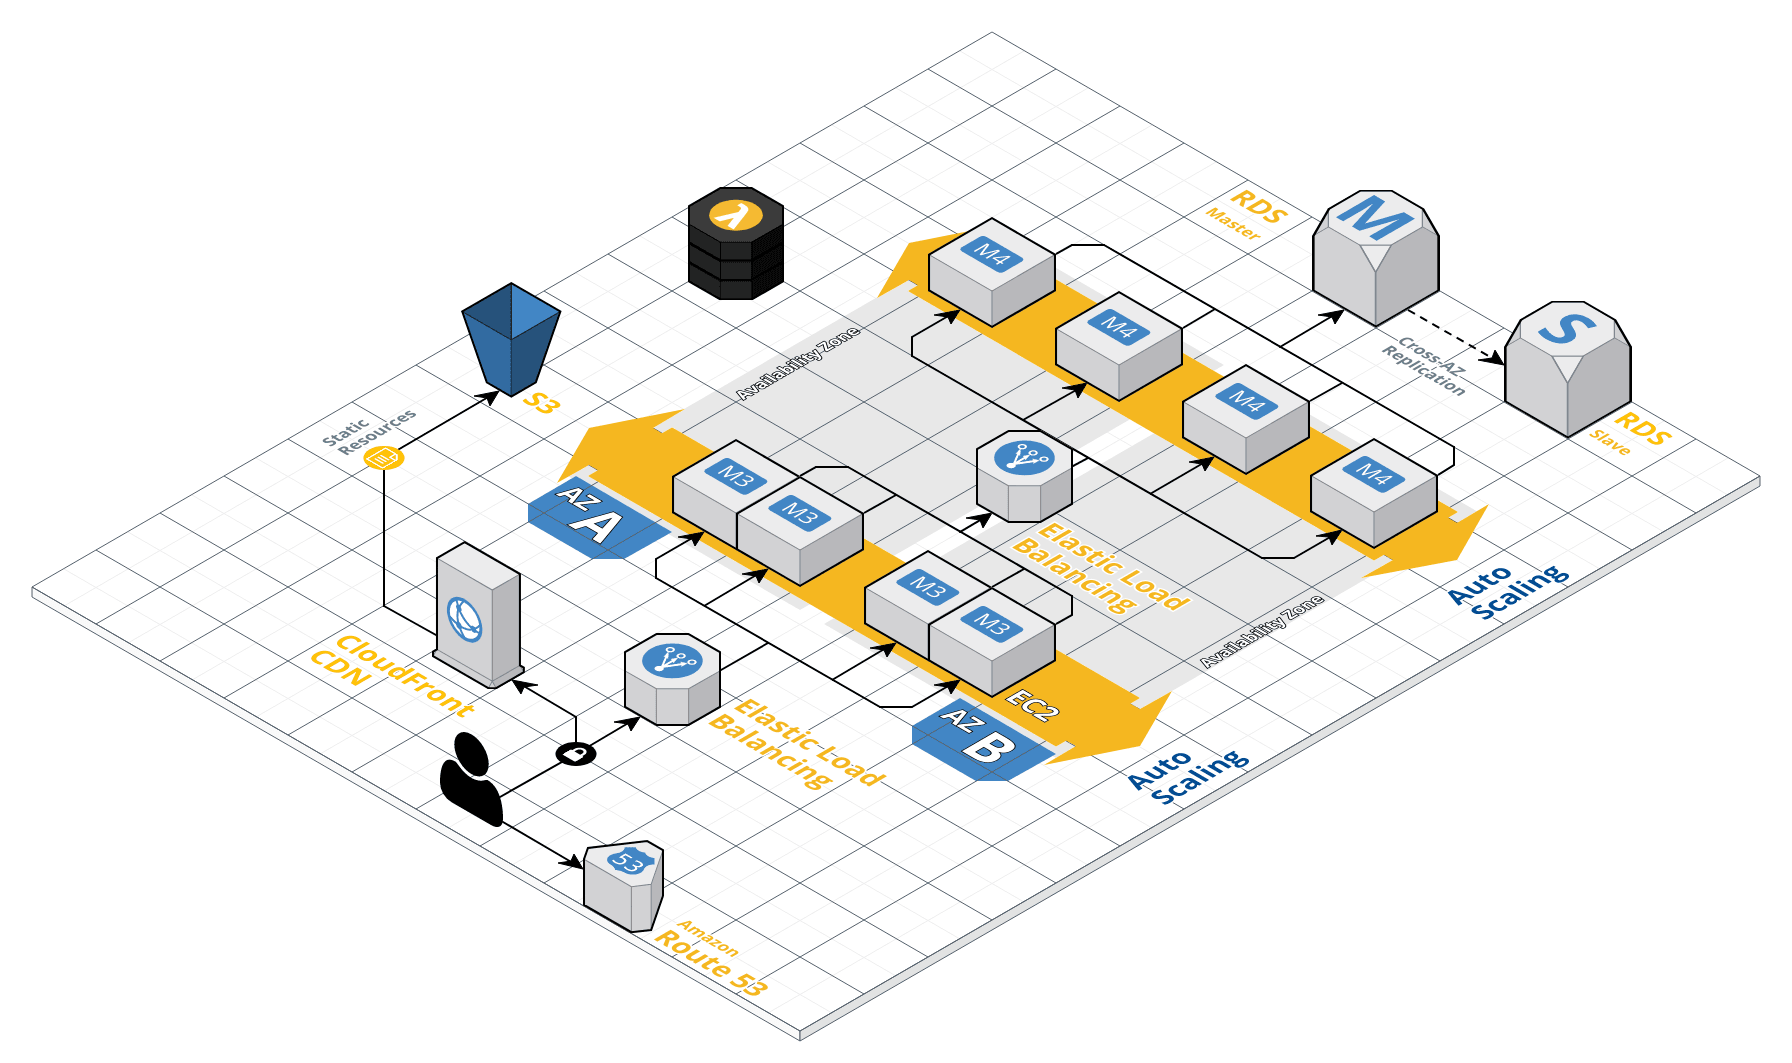 λ
RDS
Master
M
M4
M4
M4
M4
S
Cross-AZ
Replication
RDS
Slave
S3
Static
Resources
Availability Zone
M3
M3
M3
M3
AZ
A
Elastic Load
Balancing
Auto
Scaling
Availability Zone
CloudFront
CDN
EC2
AZ
B
Elastic Load
Balancing
Auto
Scaling
53
Amazon
Route 53